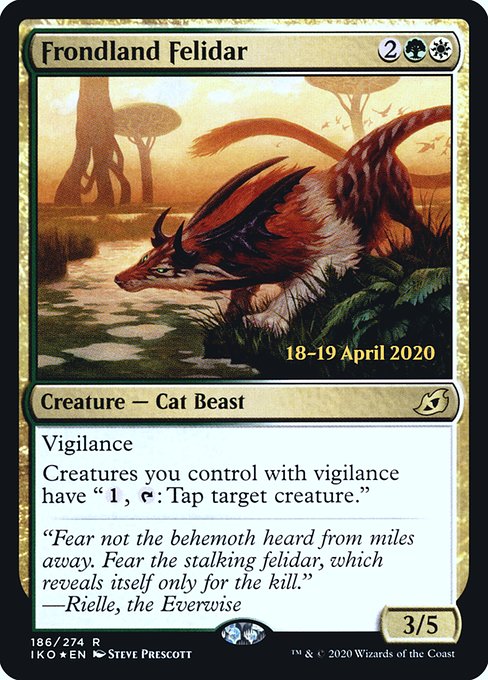 Frondland Felidar 2
18–19 April 2020
Creature — Cat Beast
Vigilance
Creatures you control with vigilance
have “1, : Tap target creature.”
“Fear not the behemoth heard from miles
away. Fear the stalking felidar, which
reveals itself only for the kill.”
—Rielle, the Everwise
3/5
186/274 R
IKO ★ EN Steve Prescott
™ & © 2020 Wizards of the Coast